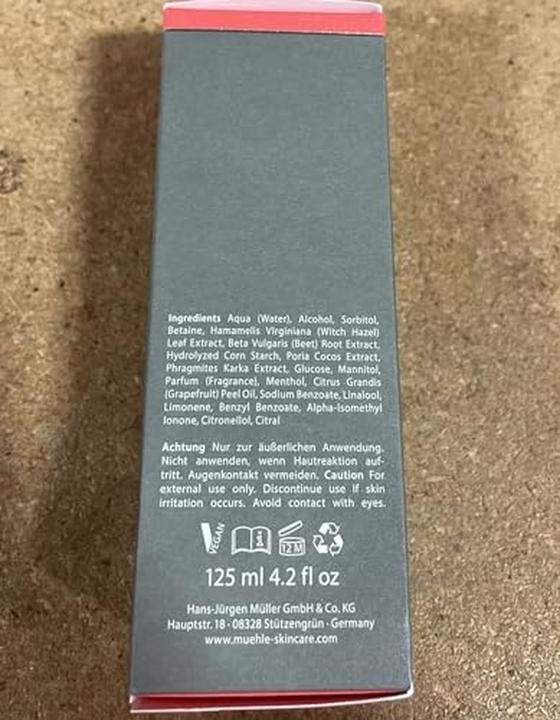 Ingredients Aqua (Water), Alcohol, Sorbitol,
Betaine, Hamamelis Virginiana (Witch Hazel)
Leaf Extract, Beta Vulgaris (Beet) Root Extract,
Hydrolyzed Corn Starch, Poria Cocos Extract,
Phragmites Karka Extract, Glucose, Mannitol,
Parfum (Fragrance), Menthol, Citrus Grandis
(Grapefruit) Peel Oil, Sodium Benzoate, Linalool,
Limonene, Benzyl Benzoate, Alpha-Isomethyl
Ionone, Citronellol, Citral
Achtung Nur zur äußerlichen Anwendung.
Nicht anwenden, wenn Hautreaktion auf-
tritt. Augenkontakt vermeiden. Caution For
external use only. Discontinue use if skin
irritation occurs. Avoid contact with eyes.
VEGAN i 12 M
125 ml 4.2 fl oz
Hans-Jürgen Müller GmbH & Co. KG
Hauptstr. 18 · 08328 Stützengrün · Germany
www.muehle-skincare.com